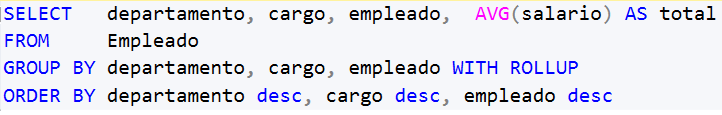 SELECT departamento, cargo, empleado, AVG(salario) AS total
FROM Empleado
GROUP BY departamento, cargo, empleado WITH ROLLUP
ORDER BY departamento desc, cargo desc, empleado desc